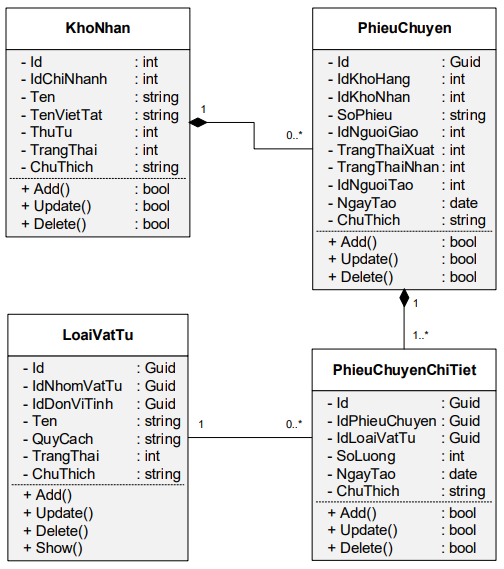 KhoNhan
- Id : int
- IdChiNhanh : int
- Ten : string
- TenVietTat : string
- ThuTu : int
- TrangThai : int
- ChuThich : string
+ Add() : bool
+ Update() : bool
+ Delete() : bool
1
0..*
PhieuChuyen
- Id : Guid
- IdKhoHang : int
- IdKhoNhan : int
- SoPhieu : string
- IdNguoiGiao : int
- TrangThaiXuat : int
- TrangThaiNhan : int
- IdNguoiTao : int
- NgayTao : date
- ChuThich : string
+ Add() : bool
+ Update() : bool
+ Delete() : bool
1
1..*
LoaiVatTu
- Id : Guid
- IdNhomVatTu : Guid
- IdDonViTinh : Guid
- Ten : string
- QuyCach : string
- TrangThai : int
- ChuThich : string
+ Add()
+ Update()
+ Delete()
+ Show()
1
0..*
PhieuChuyenChiTiet
- Id : Guid
- IdPhieuChuyen : Guid
- IdLoaiVatTu : Guid
- SoLuong : int
- NgayTao : date
- ChuThich : string
+ Add() : bool
+ Update() : bool
+ Delete() : bool